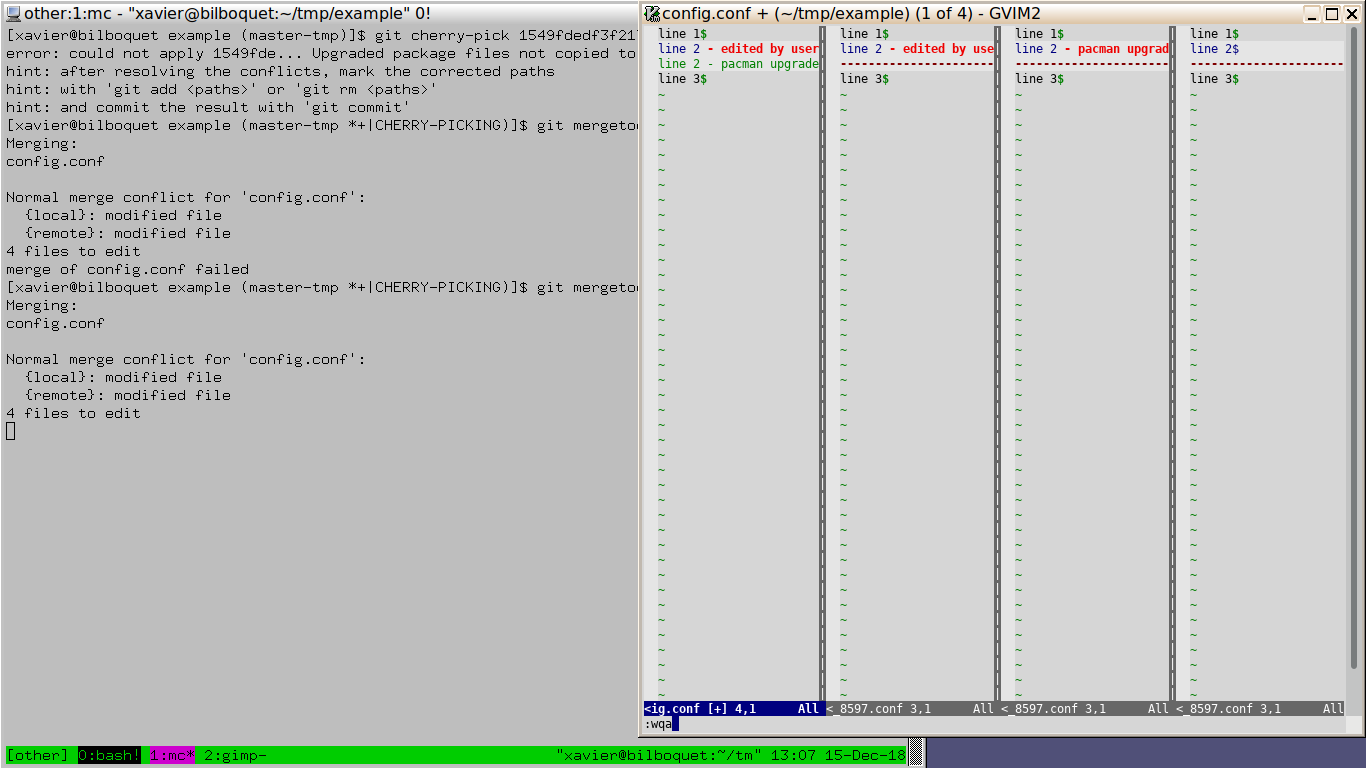 other:1:mc - "xavier@bilboquet:~/tmp/example" 0!
[xavier@bilboquet example (master-tmp)]$ git cherry-pick 1549fdedf3f21
error: could not apply 1549fde... Upgraded package files not copied to
hint: after resolving the conflicts, mark the corrected paths
hint: with 'git add <paths>' or 'git rm <paths>'
hint: and commit the result with 'git commit'
[xavier@bilboquet example (master-tmp *+|CHERRY-PICKING)]$ git mergetoo
Merging:
config.conf
Normal merge conflict for 'config.conf':
{local}: modified file
{remote}: modified file
4 files to edit
merge of config.conf failed
[xavier@bilboquet example (master-tmp *+|CHERRY-PICKING)]$ git mergetoo
Merging:
config.conf
Normal merge conflict for 'config.conf':
{local}: modified file
{remote}: modified file
4 files to edit
[other] 0:bash! 1:mc* 2:gimp- "xavier@bilboquet:~/tm" 13:07 15-Dec-18
config.conf + (~/tmp/example) (1 of 4) - GVIM2
line 1$
line 2 - edited by user
line 2 - pacman upgrade
line 3$
line 1$
line 2 - edited by use
line 3$
line 1$
line 2 - pacman upgrad
line 3$
line 1$
line 2$
line 3$
<ig.conf [+] 4,1 All <_8597.conf 3,1 All <_8597.conf 3,1 All <_8597.conf 3,1 All
:wqa